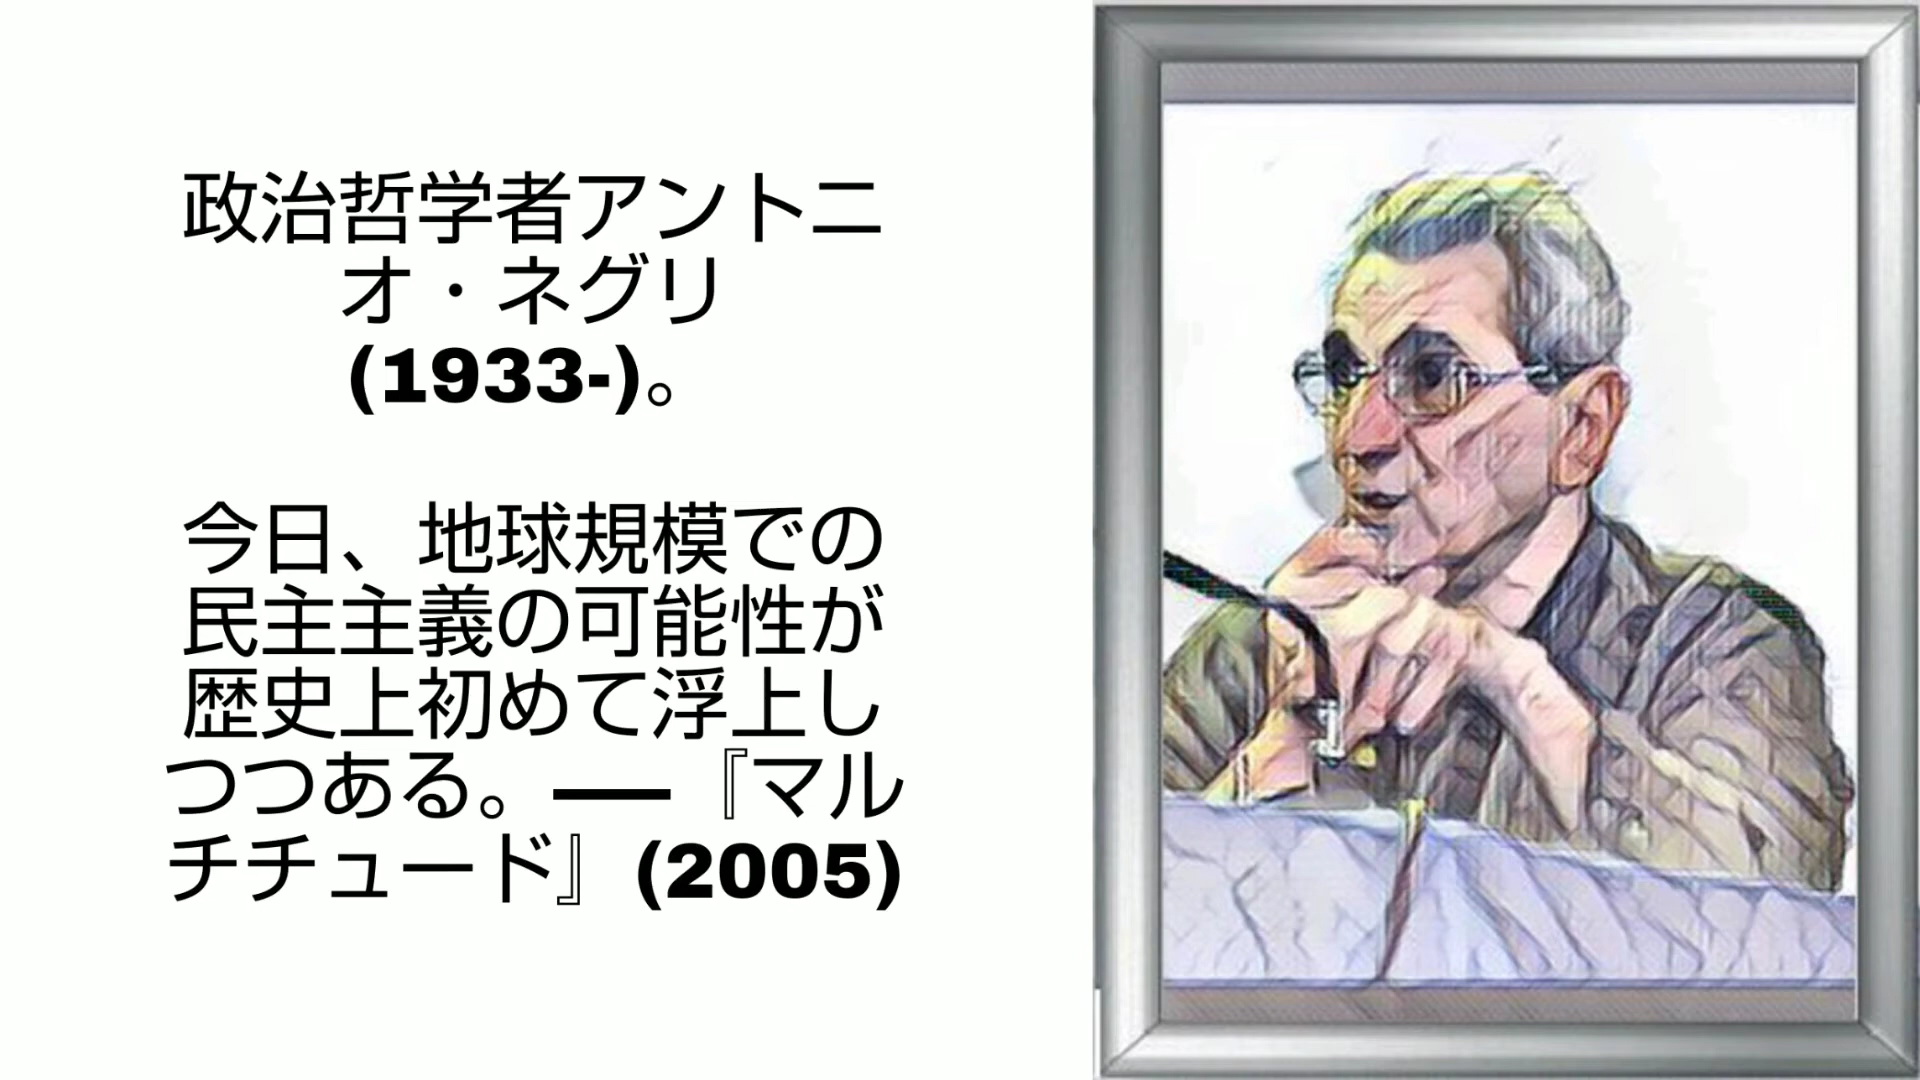 政治哲学者アントニ
オ・ネグリ
(1933-)。
今日、地球規模での
民主主義の可能性が
歴史上初めて浮上し
つつある。──『マル
チチュード』(2005)